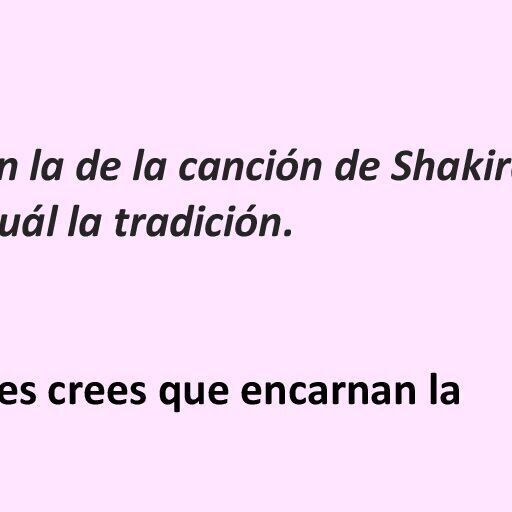 n la de la canción de Shakir
uál la tradición.
es crees que encarnan la